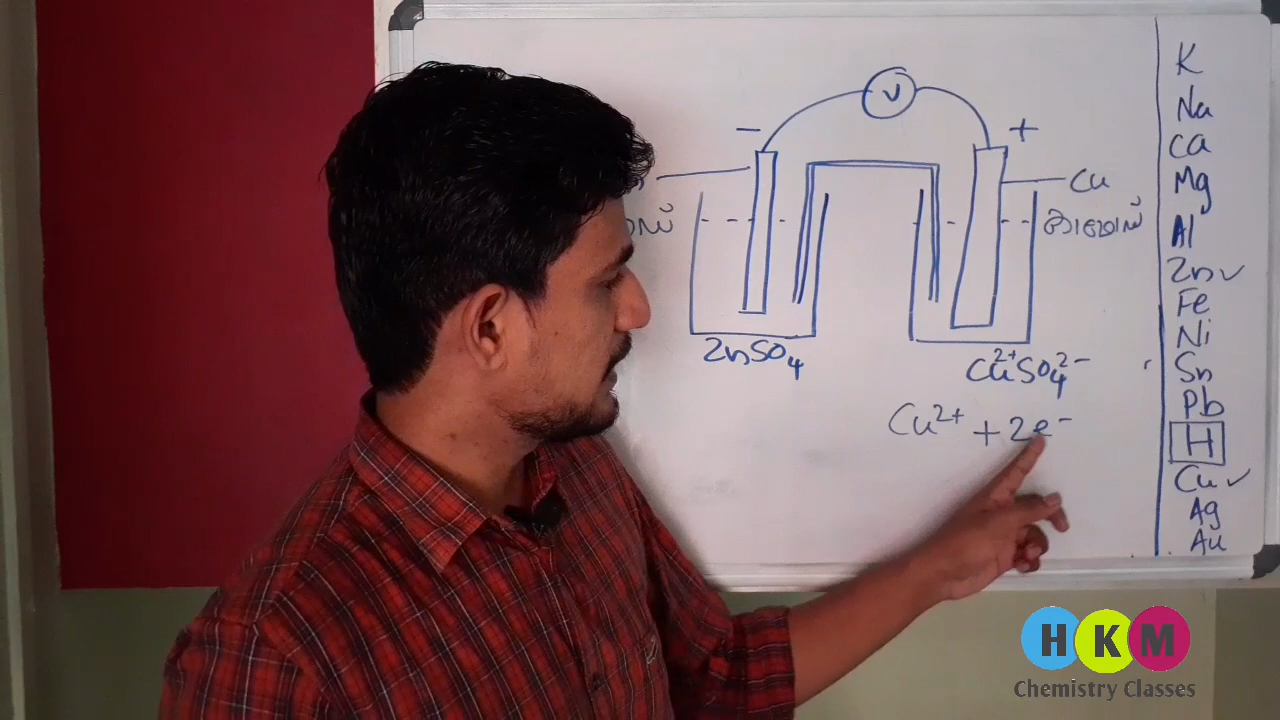 V
− +
Cu
കാഥോഡ്
ZnSO₄
Cu²⁺SO₄²⁻
Cu²⁺ + 2e⁻
K
Na
Ca
Mg
Al
Zn ✓
Fe
Ni
Sn
Pb
H
Cu ✓
Ag
Au
HKM
Chemistry Classes